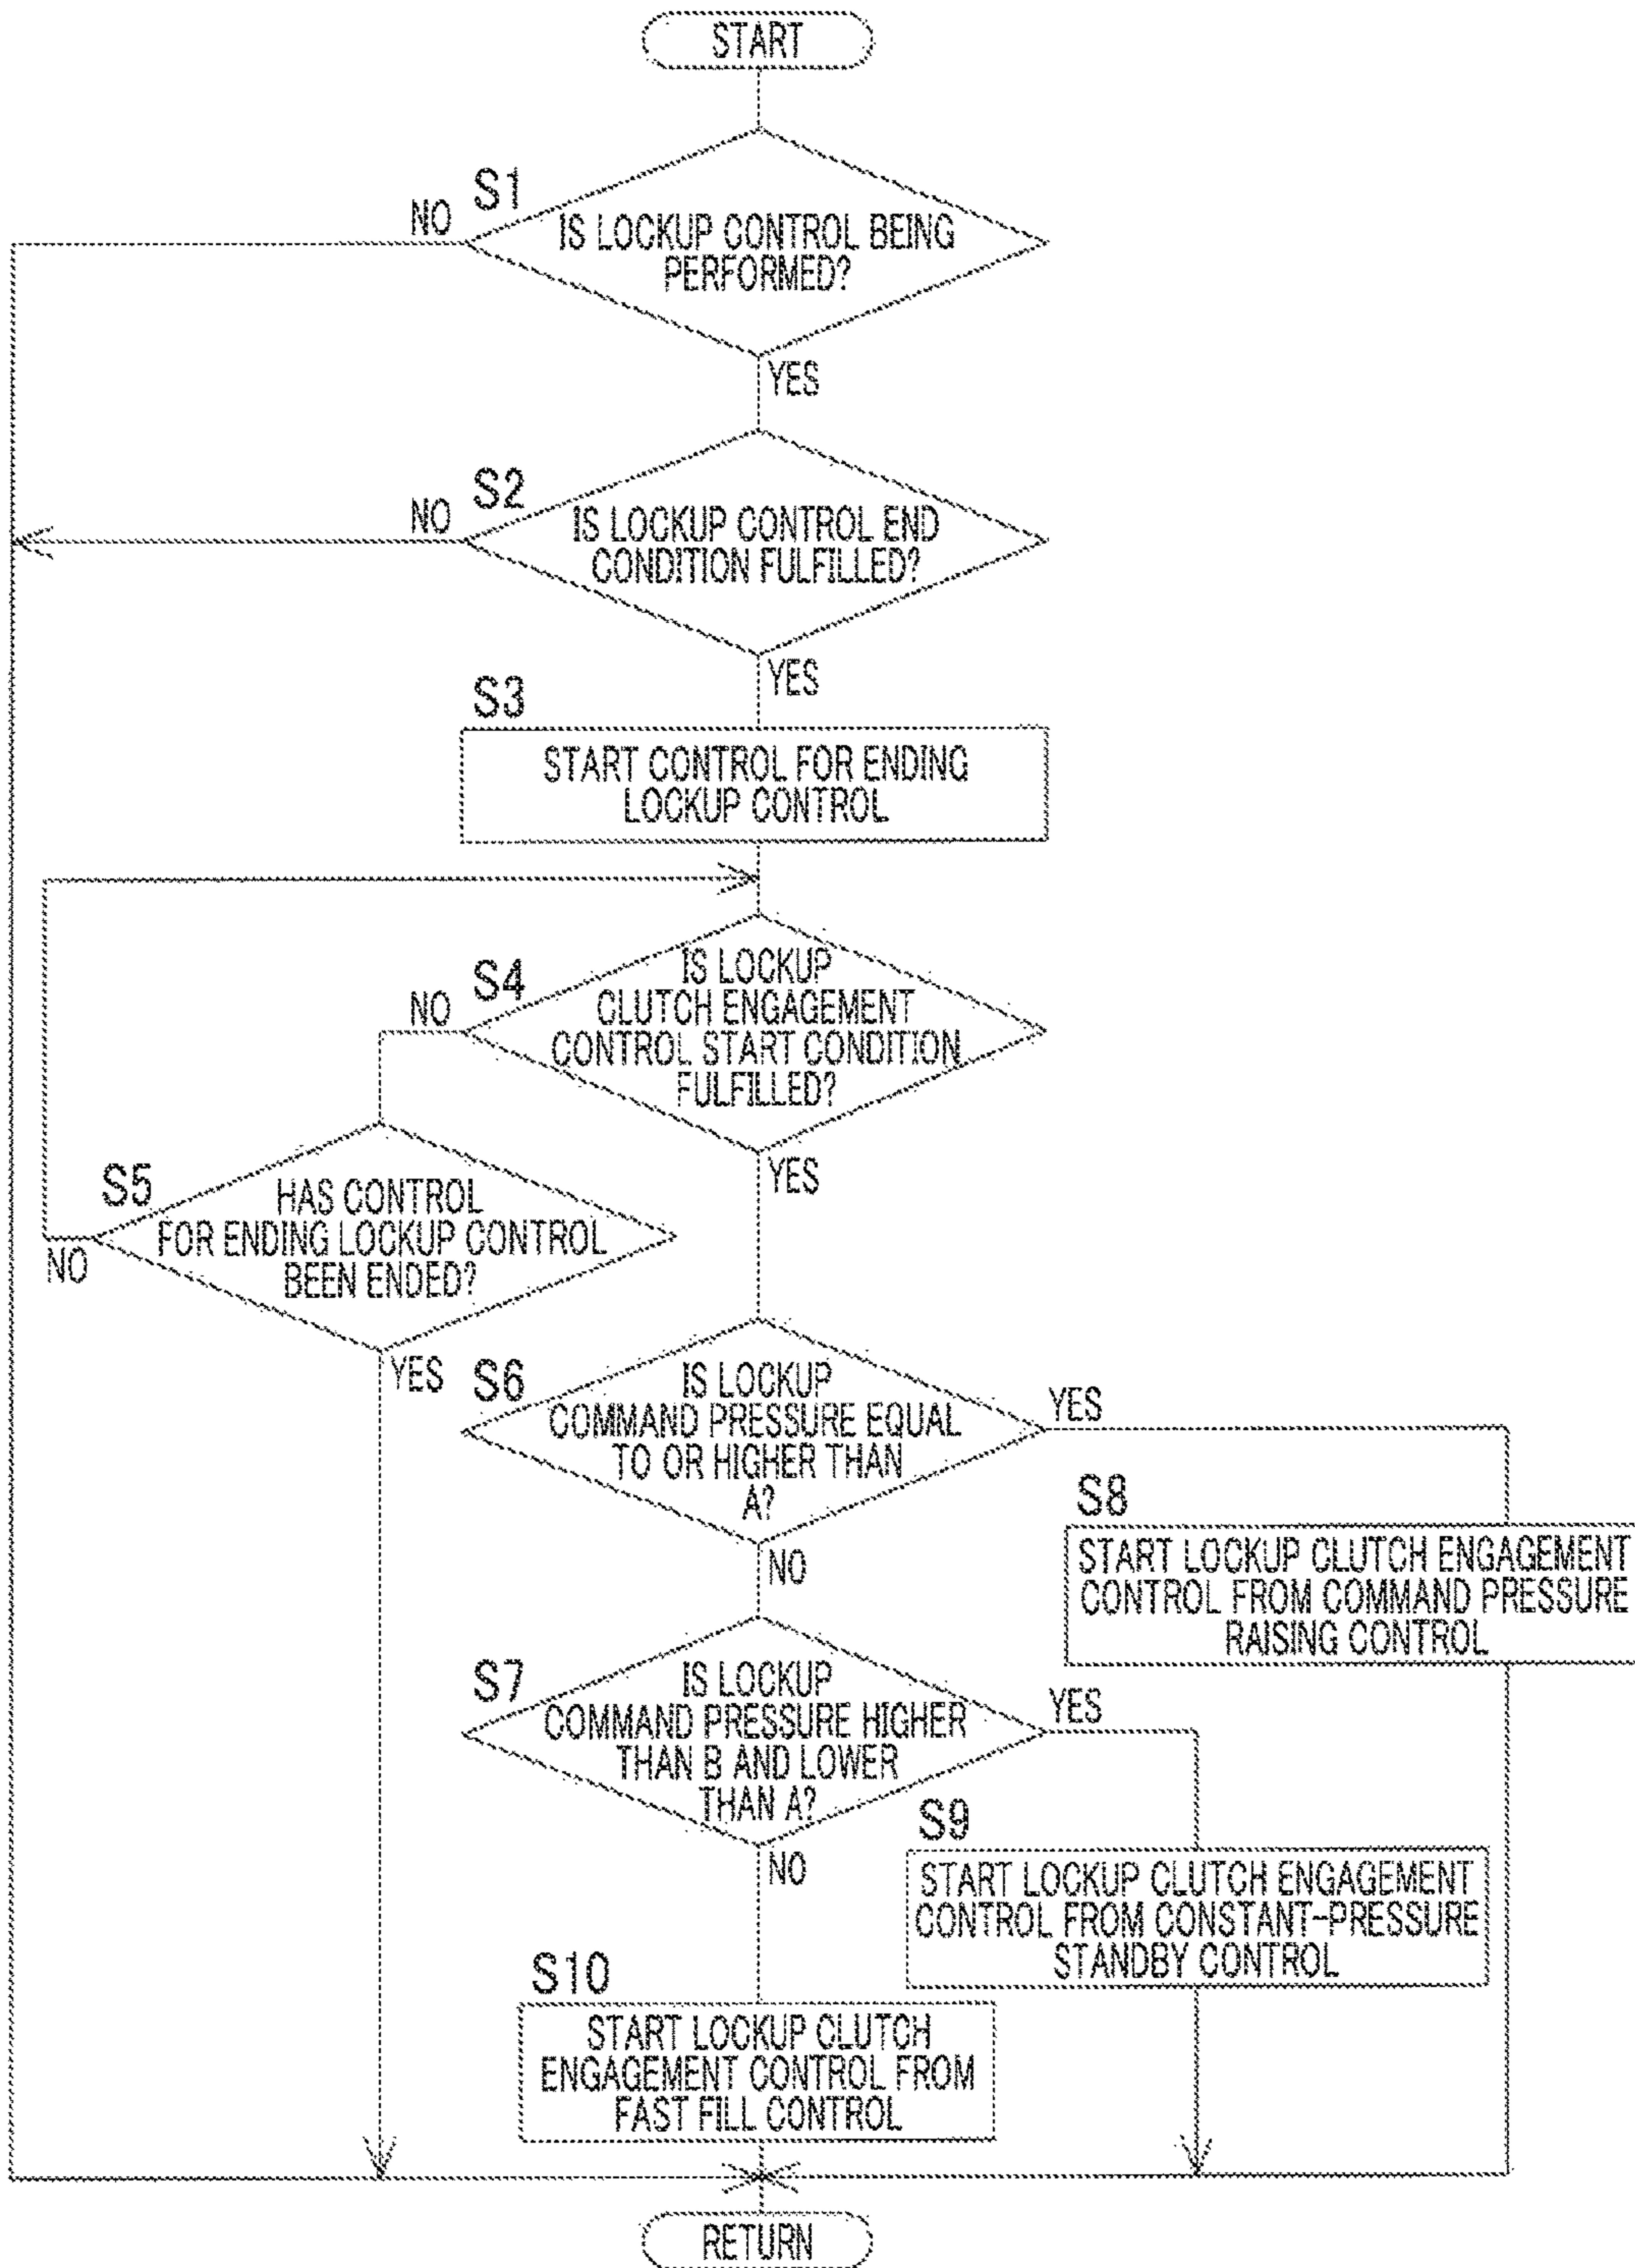 START
S1
NO
IS LOCKUP CONTROL BEING
PERFORMED?
YES
S2
NO
IS LOCKUP CONTROL END
CONDITION FULFILLED?
YES
S3
START CONTROL FOR ENDING
LOCKUP CONTROL
S4
NO
IS LOCKUP
CLUTCH ENGAGEMENT
CONTROL START CONDITION
FULFILLED?
YES
S5
HAS CONTROL
FOR ENDING LOCKUP CONTROL
BEEN ENDED?
NO
YES
S6
IS LOCKUP
COMMAND PRESSURE EQUAL
TO OR HIGHER THAN
A?
YES
NO
S8
START LOCKUP CLUTCH ENGAGEMENT
CONTROL FROM COMMAND PRESSURE
RAISING CONTROL
S7
IS LOCKUP
COMMAND PRESSURE HIGHER
THAN B AND LOWER
THAN A?
YES
NO
S9
START LOCKUP CLUTCH ENGAGEMENT
CONTROL FROM CONSTANT-PRESSURE
STANDBY CONTROL
S10
START LOCKUP CLUTCH
ENGAGEMENT CONTROL FROM
FAST FILL CONTROL
RETURN